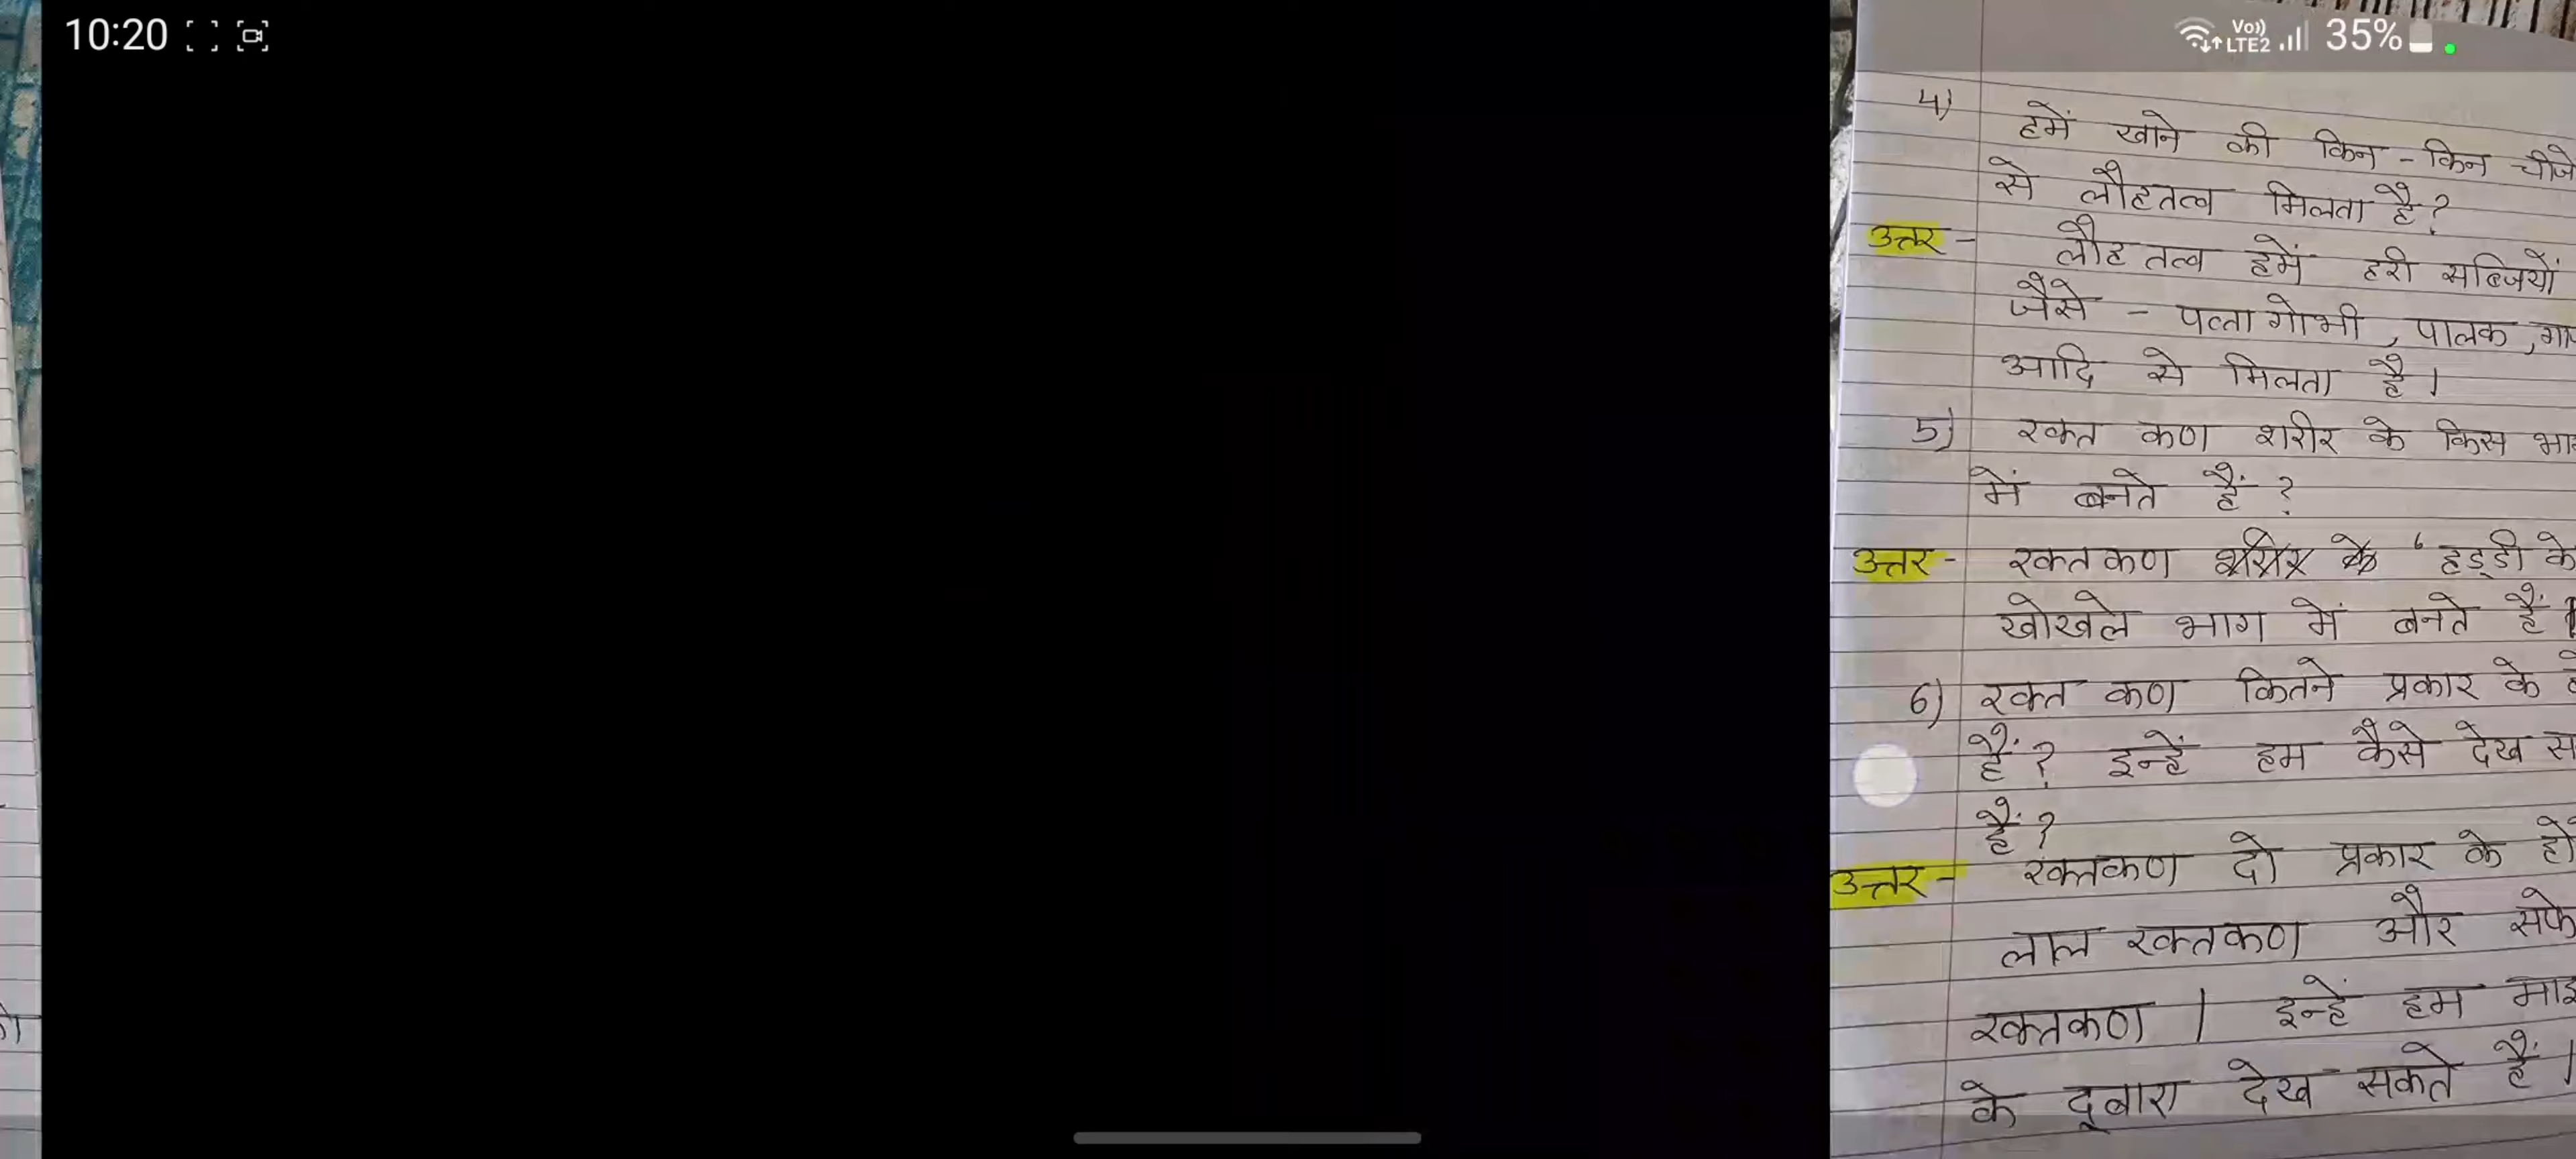 10:20
Vo)) LTE2 35%
4)
हमें खाने की किन - किन
से लौहतत्व मिलता है?
उत्तर - लौह तत्व हमें हरी सब्जियों
जैसे - पत्ता गोभी , पालक ,
आदि से मिलता है।
5) रक्त कण शरीर के किस
में बनते हैं ?
उत्तर - रक्तकण ' हड्डी के
खोखले भाग में बनते हैं।
6) रक्त कण कितने प्रकार के
हैं ? इन्हें हम कैसे देख
हैं ?
उत्तर - रक्तकण दो प्रकार के
लाल रक्तकण और
रक्तकण । इन्हें हम
के द्वारा देख सकते हैं।